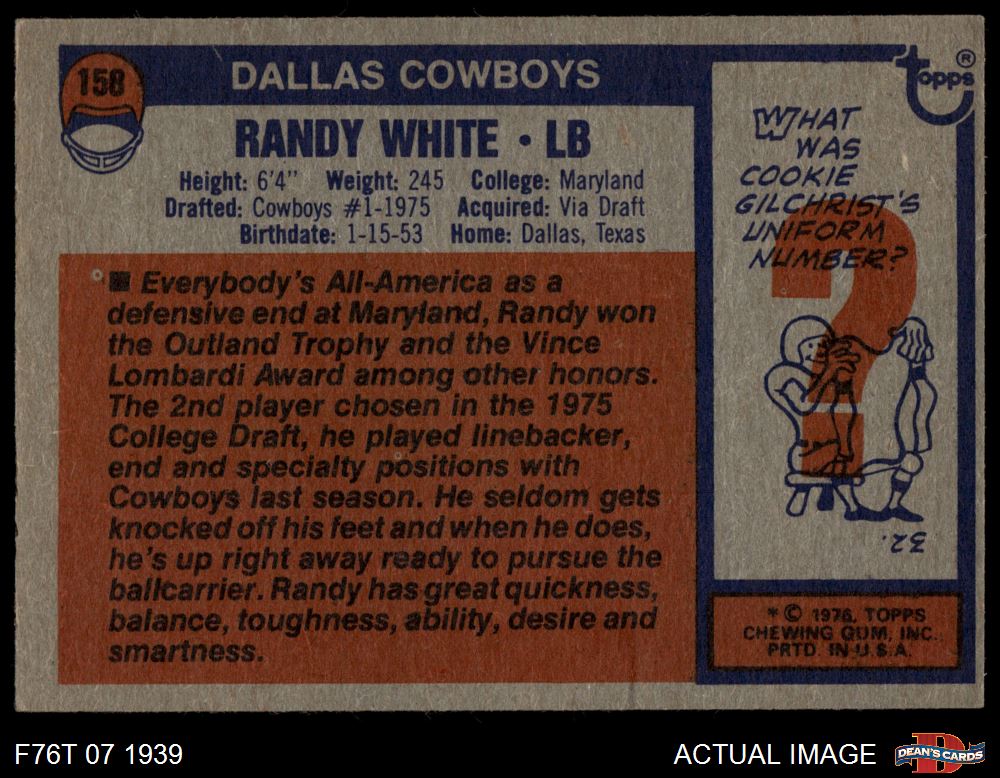 158
DALLAS COWBOYS
RANDY WHITE • LB
Height: 6'4" Weight: 245 College: Maryland
Drafted: Cowboys #1-1975 Acquired: Via Draft
Birthdate: 1-15-53 Home: Dallas, Texas
■ Everybody's All-America as a
defensive end at Maryland, Randy won
the Outland Trophy and the Vince
Lombardi Award among other honors.
The 2nd player chosen in the 1975
College Draft, he played linebacker,
end and specialty positions with
Cowboys last season. He seldom gets
knocked off his feet and when he does,
he's up right away ready to pursue the
ballcarrier. Randy has great quickness,
balance, toughness, ability, desire and
smartness.
topps®
WHAT
WAS
COOKIE
GILCHRIST'S
UNIFORM
NUMBER?
?
32.
* © 1976, TOPPS
CHEWING GUM, INC.
PRTD. IN U.S.A.
F76T 07 1939
ACTUAL IMAGE
D
DEAN'S CARDS